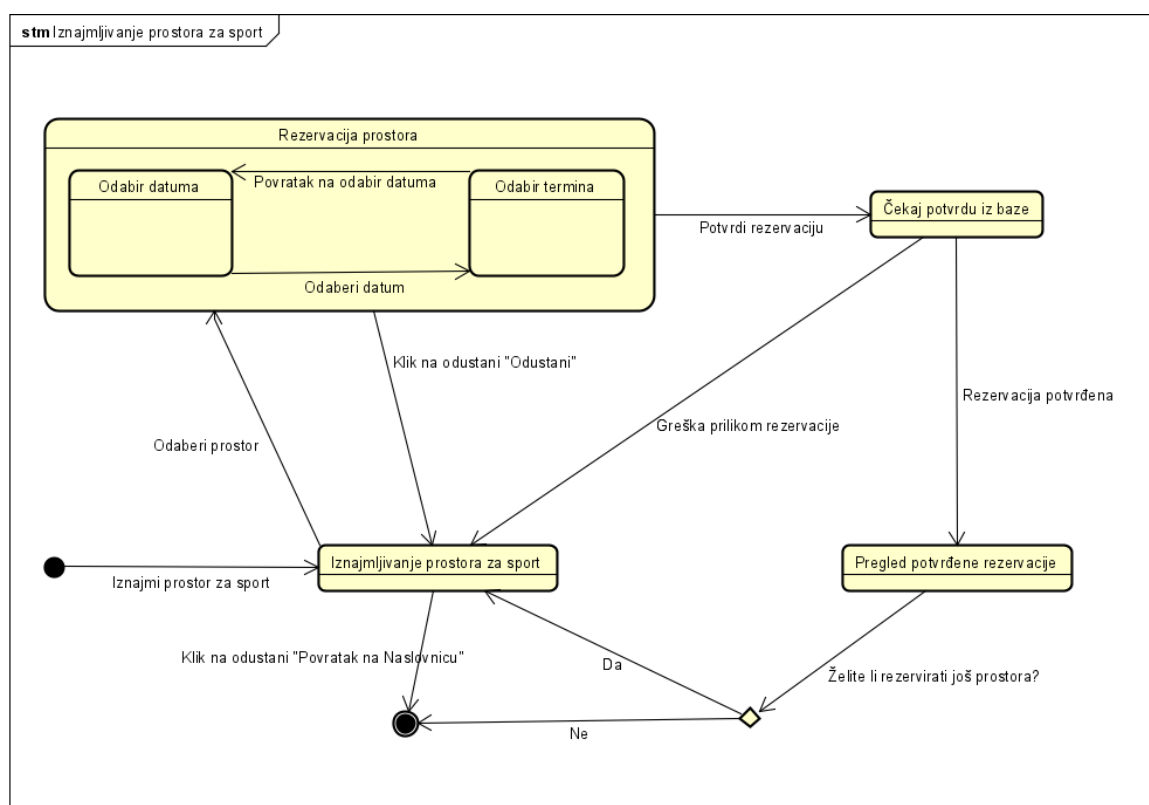 stm Iznajmljivanje prostora za sport
Rezervacija prostora
Odabir datuma
Povratak na odabir datuma
Odabir termina
Odaberi datum
Potvrdi rezervaciju
Čekaj potvrdu iz baze
Klik na odustani "Odustani"
Odaberi prostor
Greška prilikom rezervacije
Rezervacija potvrđena
Iznajmi prostor za sport
Iznajmljivanje prostora za sport
Pregled potvrđene rezervacije
Klik na odustani "Povratak na Naslovnicu"
Da
Želite li rezervirati još prostora?
Ne